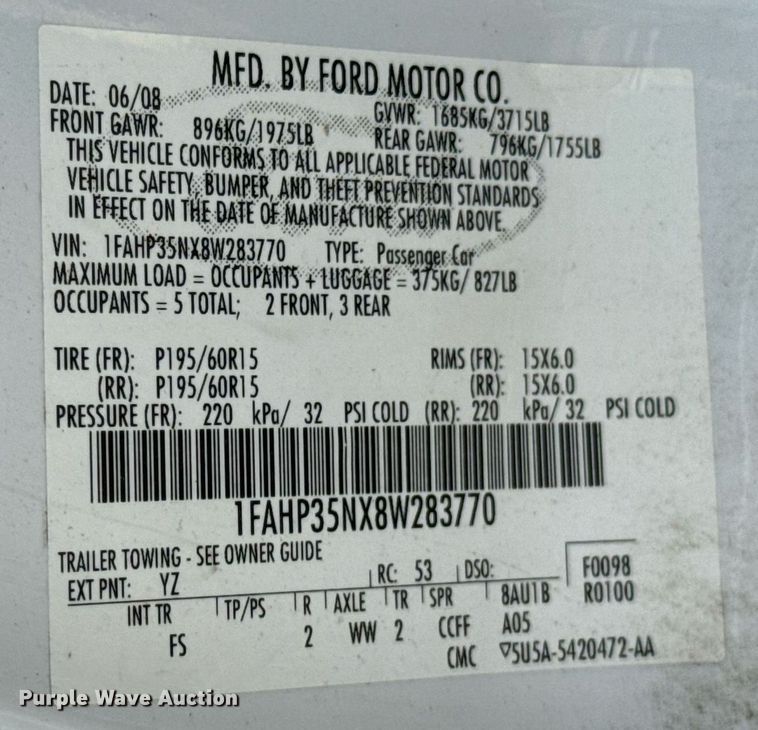 MFD. BY FORD MOTOR CO.
DATE: 06/08 GVWR: 1685KG/3715LB
FRONT GAWR: 896KG/1975LB REAR GAWR: 796KG/1755LB
THIS VEHICLE CONFORMS TO ALL APPLICABLE FEDERAL MOTOR
VEHICLE SAFETY, BUMPER, AND THEFT PREVENTION STANDARDS
IN EFFECT ON THE DATE OF MANUFACTURE SHOWN ABOVE.
VIN: 1FAHP35NX8W283770 TYPE: Passenger Car
MAXIMUM LOAD = OCCUPANTS + LUGGAGE = 375KG/ 827LB
OCCUPANTS = 5 TOTAL; 2 FRONT, 3 REAR
TIRE (FR): P195/60R15 RIMS (FR): 15X6.0
(RR): P195/60R15 (RR): 15X6.0
PRESSURE (FR): 220 kPa/ 32 PSI COLD (RR): 220 kPa/ 32 PSI COLD
1FAHP35NX8W283770
TRAILER TOWING - SEE OWNER GUIDE
EXT PNT: YZ RC: 53 DSO: F0098
INT TR TP/PS R AXLE TR SPR 8AU1B R0100
FS 2 WW 2 CCFF A05
CMC ▽5U5A-5420472-AA
Purple Wave Auction